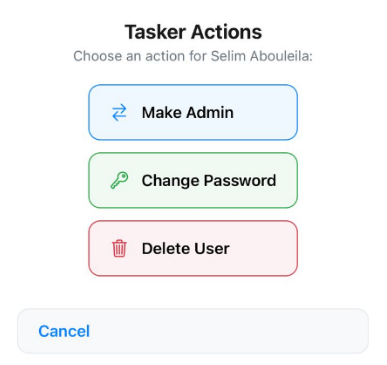 Tasker Actions
Choose an action for Selim Abouleila:
Make Admin
Change Password
Delete User
Cancel